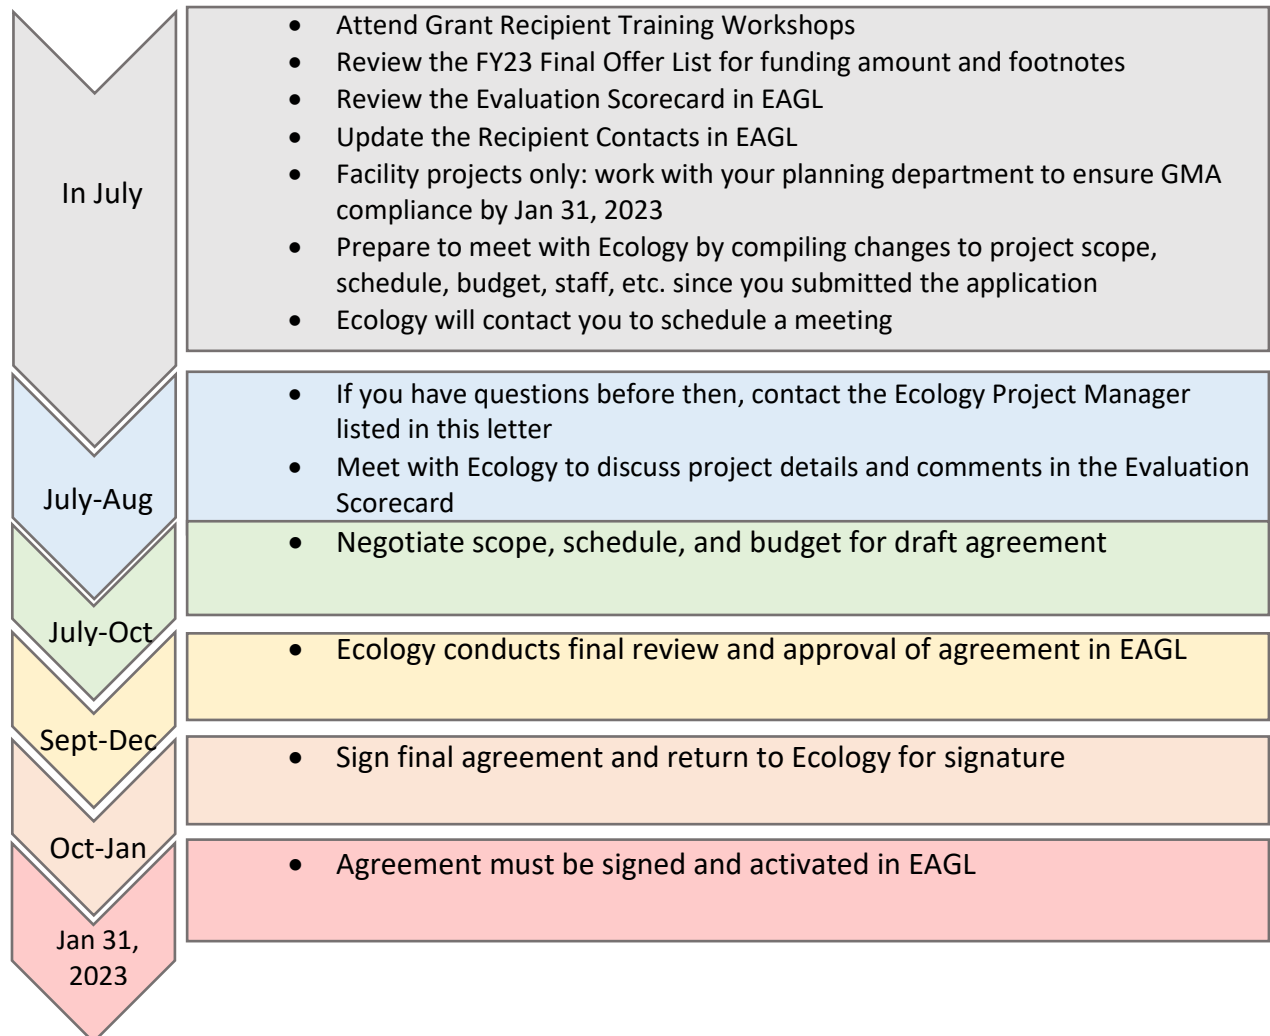 In July
• Attend Grant Recipient Training Workshops
• Review the FY23 Final Offer List for funding amount and footnotes
• Review the Evaluation Scorecard in EAGL
• Update the Recipient Contacts in EAGL
• Facility projects only: work with your planning department to ensure GMA
compliance by Jan 31, 2023
• Prepare to meet with Ecology by compiling changes to project scope,
schedule, budget, staff, etc. since you submitted the application
• Ecology will contact you to schedule a meeting
July-Aug
• If you have questions before then, contact the Ecology Project Manager
listed in this letter
• Meet with Ecology to discuss project details and comments in the Evaluation
Scorecard
July-Oct
• Negotiate scope, schedule, and budget for draft agreement
Sept-Dec
• Ecology conducts final review and approval of agreement in EAGL
Oct-Jan
• Sign final agreement and return to Ecology for signature
Jan 31,
2023
• Agreement must be signed and activated in EAGL